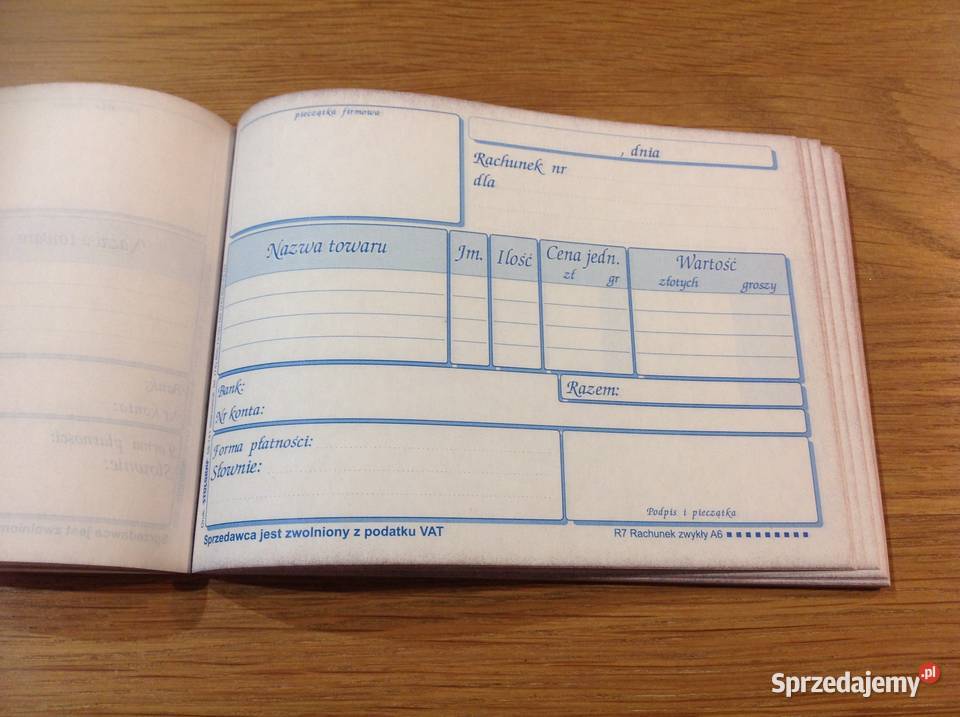 pieczątka firmowa
, dnia
Rachunek nr
dla
Nazwa towaru Jm. Ilość Cena jedn. Wartość
zł gr złotych groszy
Bank:
Razem:
Nr konta:
Forma płatności:
Słownie:
Podpis i pieczątka
Sprzedawca jest zwolniony z podatku VAT
R7 Rachunek zwykły A6
Sprzedajemy.pl